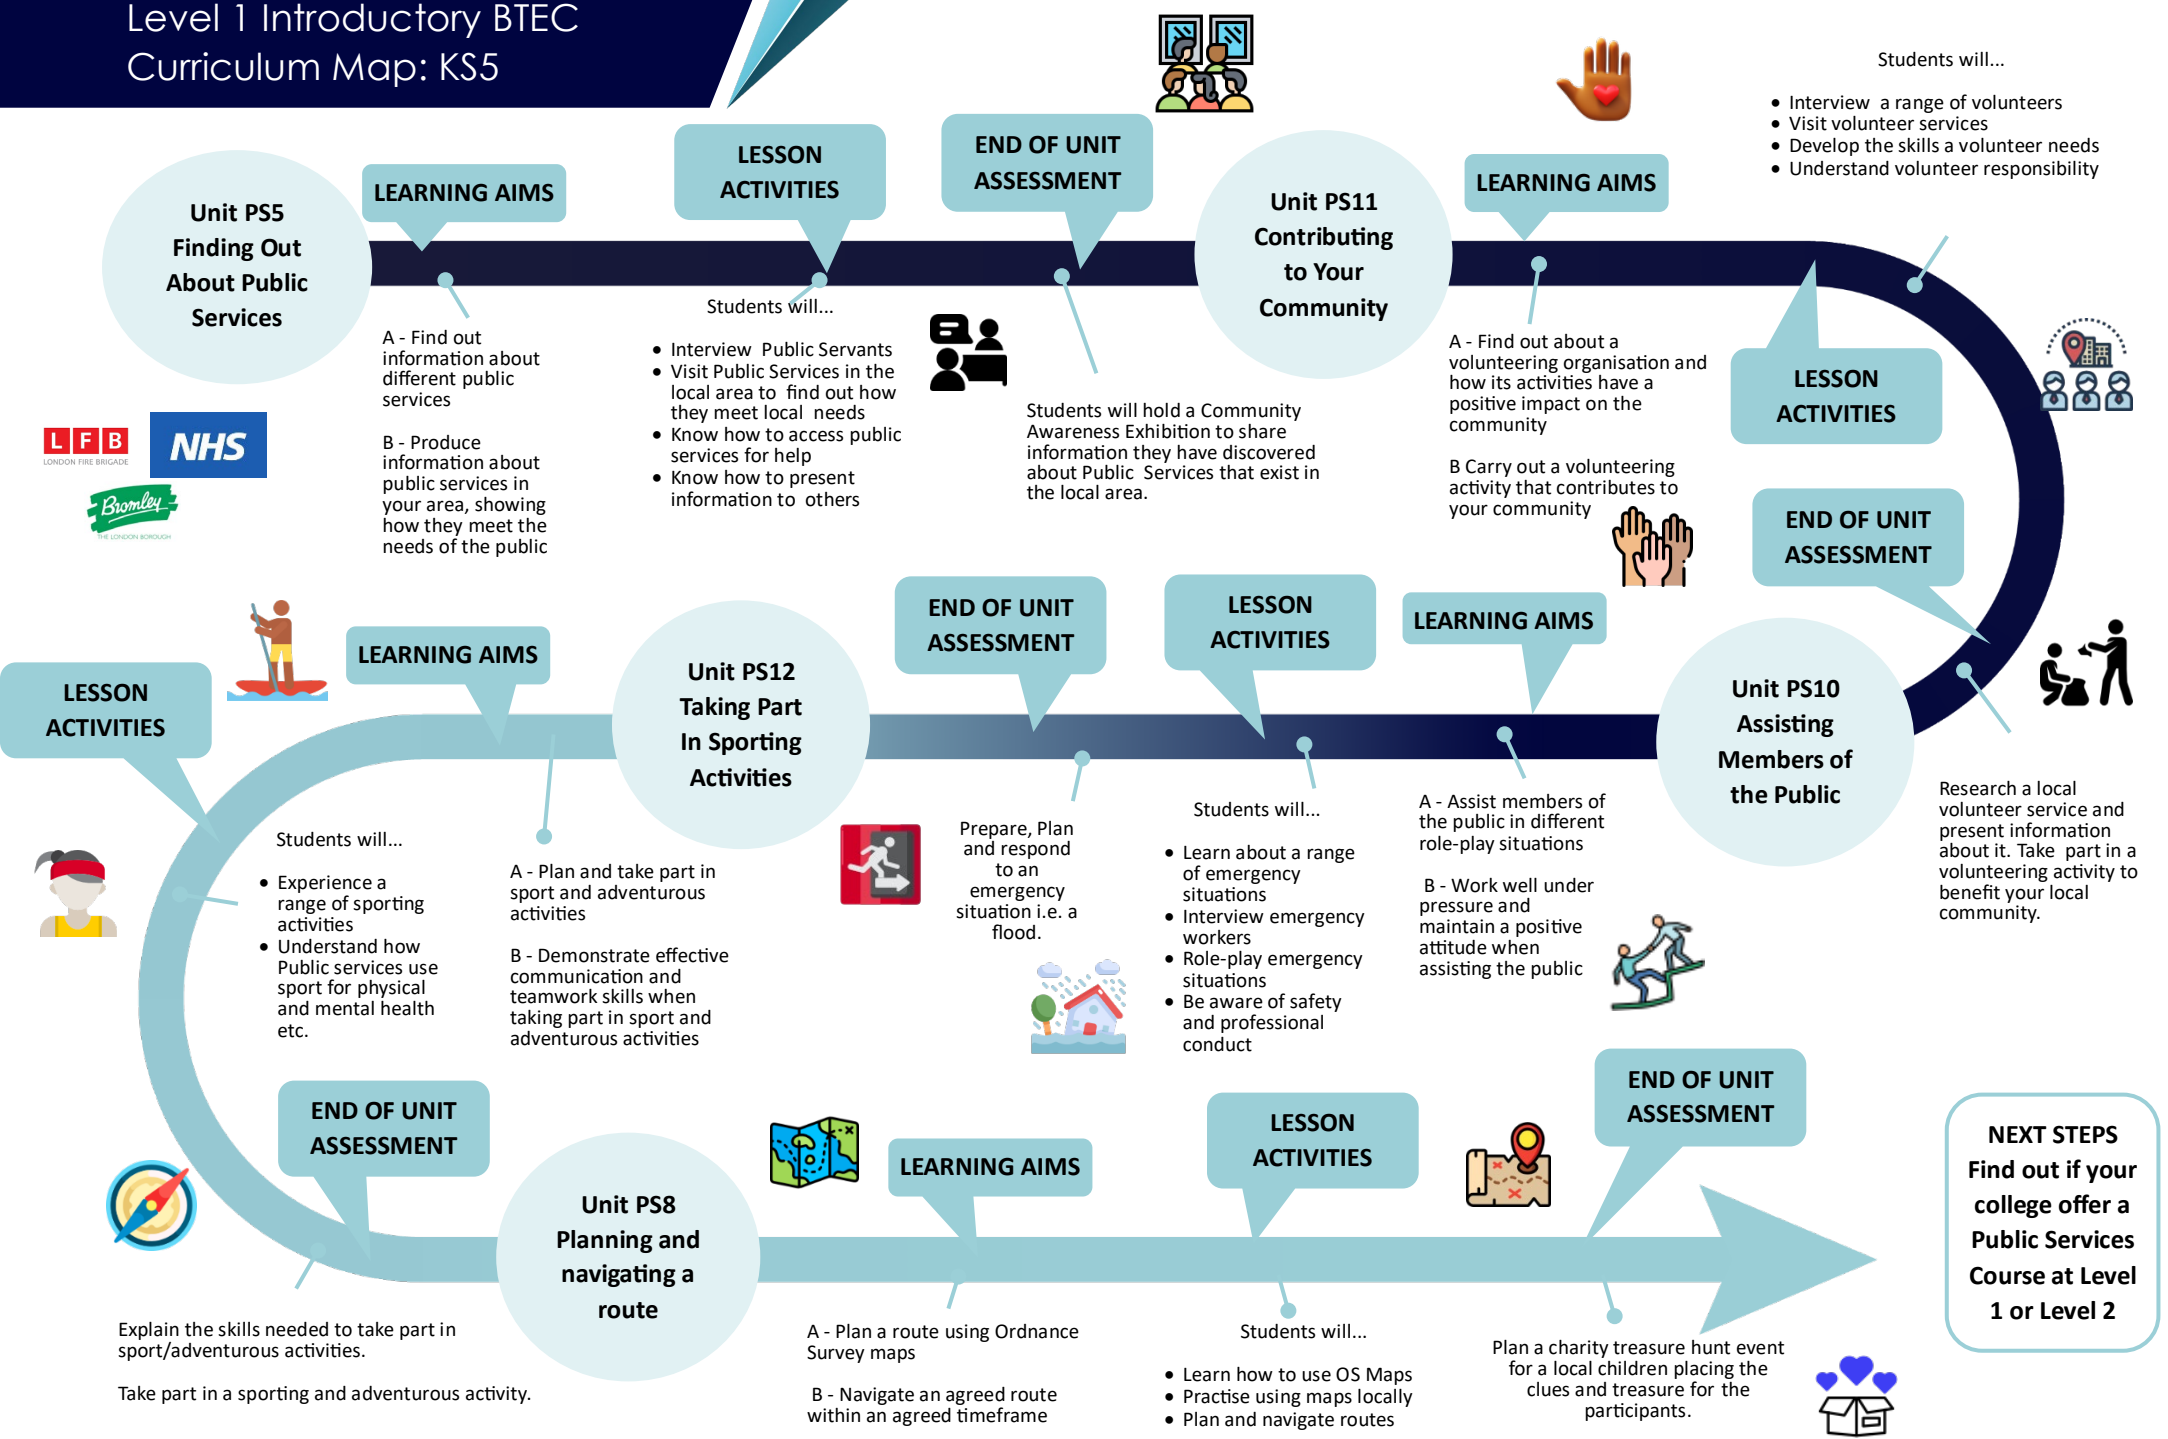 Level 1 Introductory BTEC
Curriculum Map: KS5
Unit PS5
Finding Out
About Public
Services
LEARNING AIMS
A - Find out
information about
different public
services
B - Produce
information about
public services in
your area, showing
how they meet the
needs of the public
L F B
LONDON FIRE BRIGADE
NHS
Bromley
THE LONDON BOROUGH
LESSON
ACTIVITIES
Students will...
• Interview  Public Servants
• Visit Public Services in the
local area to  find out how
they meet local  needs
• Know how to access public
services for help
• Know how to present
information to  others
END OF UNIT
ASSESSMENT
Students will hold a Community
Awareness Exhibition to share
information they have discovered
about Public  Services that exist in
the local area.
Unit PS11
Contributing
to Your
Community
LEARNING AIMS
A - Find out about a
volunteering organisation and
how its activities have a
positive impact on the
community
B Carry out a volunteering
activity that contributes to
your community
LESSON
ACTIVITIES
Students will...
• Interview  a range of volunteers
• Visit volunteer services
• Develop the skills a volunteer needs
• Understand volunteer responsibility
END OF UNIT
ASSESSMENT
Research a local
volunteer service and
present information
about it. Take  part in a
volunteering activity to
benefit your local
community.
Unit PS10
Assisting
Members of
the Public
LEARNING AIMS
A - Assist members of
the public in different
role-play situations
B - Work well under
pressure and
maintain a positive
attitude when
assisting the public
LESSON
ACTIVITIES
Students will...
• Learn about a range
of emergency
situations
• Interview emergency
workers
• Role-play emergency
situations
• Be aware of safety
and professional
conduct
END OF UNIT
ASSESSMENT
Prepare, Plan
and respond
to an
emergency
situation i.e. a
flood.
Unit PS12
Taking Part
In Sporting
Activities
LEARNING AIMS
A - Plan and take part in
sport and adventurous
activities
B - Demonstrate effective
communication and
teamwork skills when
taking part in sport and
adventurous activities
LESSON
ACTIVITIES
Students will...
• Experience a
range of sporting
activities
• Understand how
Public services use
sport for physical
and mental health
etc.
END OF UNIT
ASSESSMENT
Explain the skills needed to take part in
sport/adventurous activities.
Take part in a sporting and adventurous activity.
Unit PS8
Planning and
navigating a
route
LEARNING AIMS
A - Plan a route using Ordnance
Survey maps
B - Navigate an agreed route
within an agreed timeframe
LESSON
ACTIVITIES
Students will...
• Learn how to use OS Maps
• Practise using maps locally
• Plan and navigate routes
END OF UNIT
ASSESSMENT
Plan a charity treasure hunt event
for a local children placing the
clues and treasure for the
participants.
NEXT STEPS
Find out if your
college offer a
Public Services
Course at Level
1 or Level 2